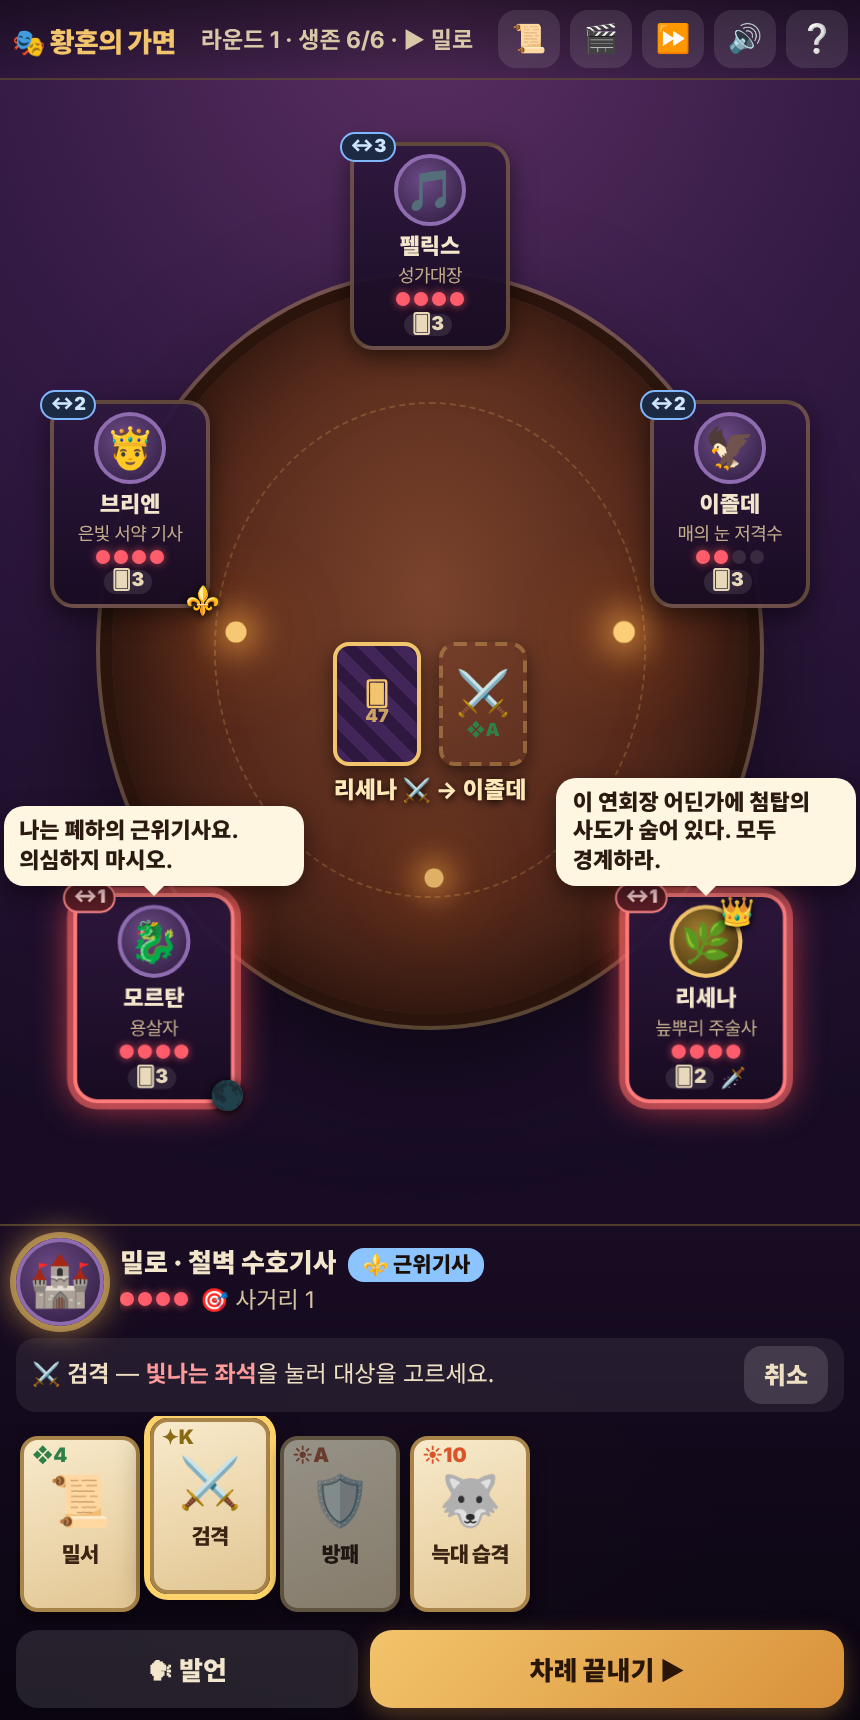 황혼의 가면 라운드 1 · 생존 6/6 · ▶ 밀로 ?
↔3
펠릭스
성가대장
3
↔2
브리엔
은빛 서약 기사
3
↔2
이졸데
매의 눈 저격수
3
47
❖A
리세나 ⚔️ → 이졸데
나는 폐하의 근위기사요.
의심하지 마시오.
이 연회장 어딘가에 첨탑의
사도가 숨어 있다. 모두
경계하라.
↔1
모르탄
용살자
3
↔1
리세나
늪뿌리 주술사
2
밀로 · 철벽 수호기사 ⚜️ 근위기사
🎯 사거리 1
⚔️ 검격 — 빛나는 좌석을 눌러 대상을 고르세요. 취소
❖4
밀서
✦K
검격
☀A
방패
☀10
늑대 습격
🗣 발언
차례 끝내기 ▶